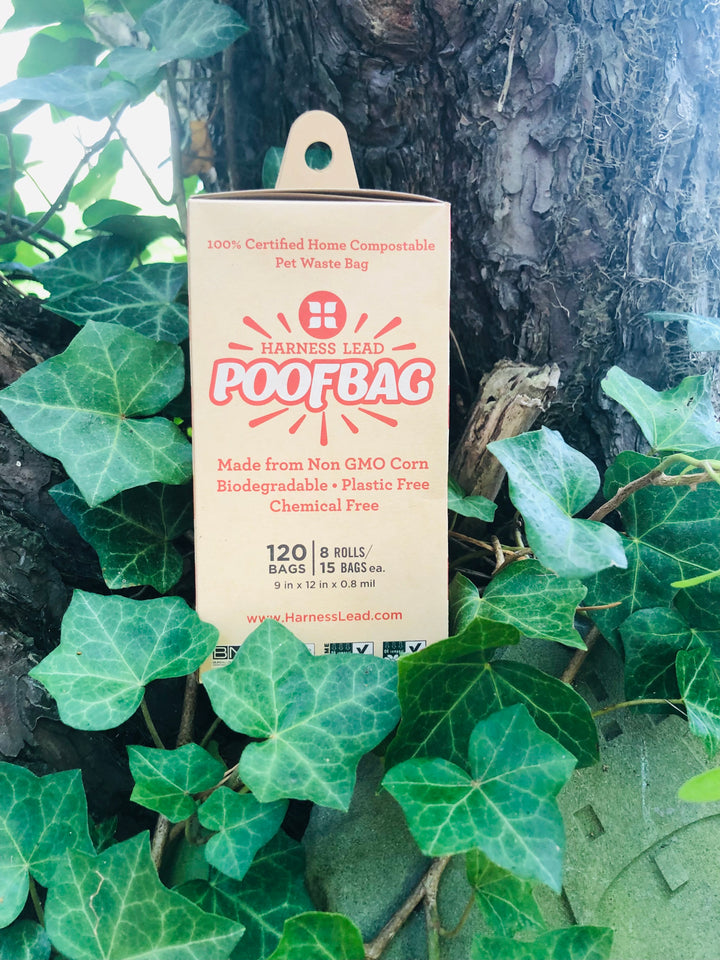 100% Certified Home Compostable
Pet Waste Bag
HARNESS LEAD
POOFBAG
Made from Non GMO Corn
Biodegradable • Plastic Free
Chemical Free
120 BAGS | 8 ROLLS/
15 BAGS ea.
9 in x 12 in x 0.8 mil
www.HarnessLead.com